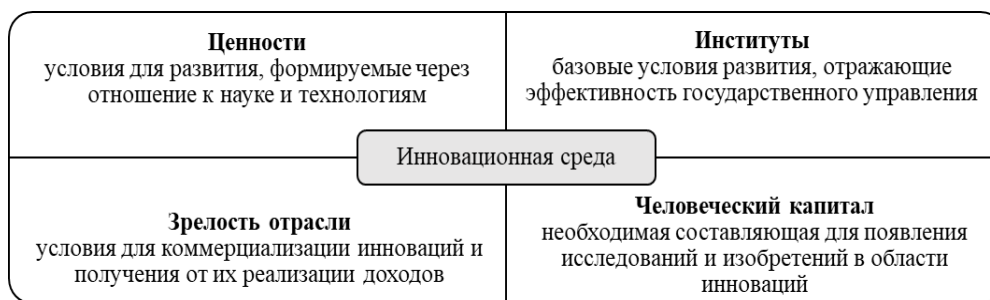 Ценности
условия для развития, формируемые через
отношение к науке и технологиям
Институты
базовые условия развития, отражающие
эффективность государственного управления
Инновационная среда
Зрелость отрасли
условия для коммерциализации инноваций и
получения от их реализации доходов
Человеческий капитал
необходимая составляющая для появления
исследований и изобретений в области
инноваций